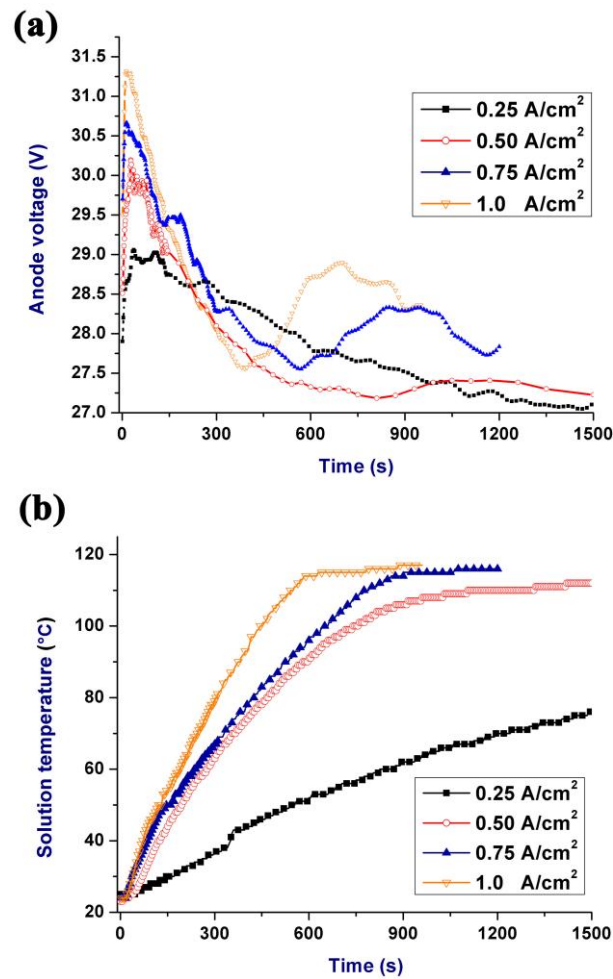 (a)
31.5
31.0
30.5
30.0
29.5
29.0
28.5
28.0
27.5
27.0
Anode voltage (V)
0.25 A/cm²
0.50 A/cm²
0.75 A/cm²
1.0 A/cm²
0 300 600 900 1200 1500
Time (s)
(b)
120
100
80
60
40
20
Solution temperature (°C)
0.25 A/cm²
0.50 A/cm²
0.75 A/cm²
1.0 A/cm²
0 300 600 900 1200 1500
Time (s)